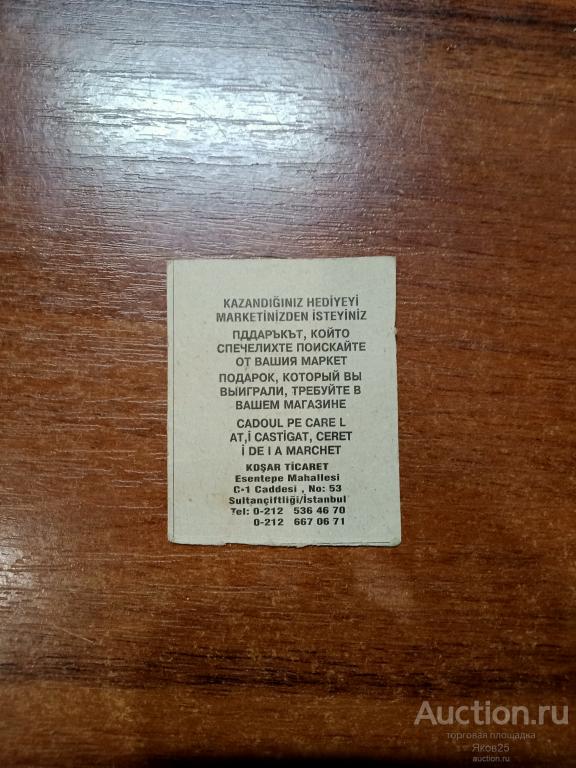 KAZANDIĞINIZ HEDİYEYİ
MARKETİNİZDEN İSTEYİNİZ
ПДДАРЪКЪТ, КОЙТО
СПЕЧЕЛИХТЕ ПОИСКАЙТЕ
ОТ ВАШИЯ МАРКЕТ
ПОДАРОК, КОТОРЫЙ ВЫ
ВЫИГРАЛИ, ТРЕБУЙТЕ В
ВАШЕМ МАГАЗИНЕ
CADOUL PE CARE L
AT,İ CASTİGAT, CERET
İ DE I A MARCHET
KOŞAR TİCARET
Esentepe Mahallesi
C-1 Caddesi , No: 53
Sultançiftliği/İstanbul
Tel: 0-212 536 46 70
0-212 667 06 71
Auction.ru
торговая площадка
Яков25
auction.ru